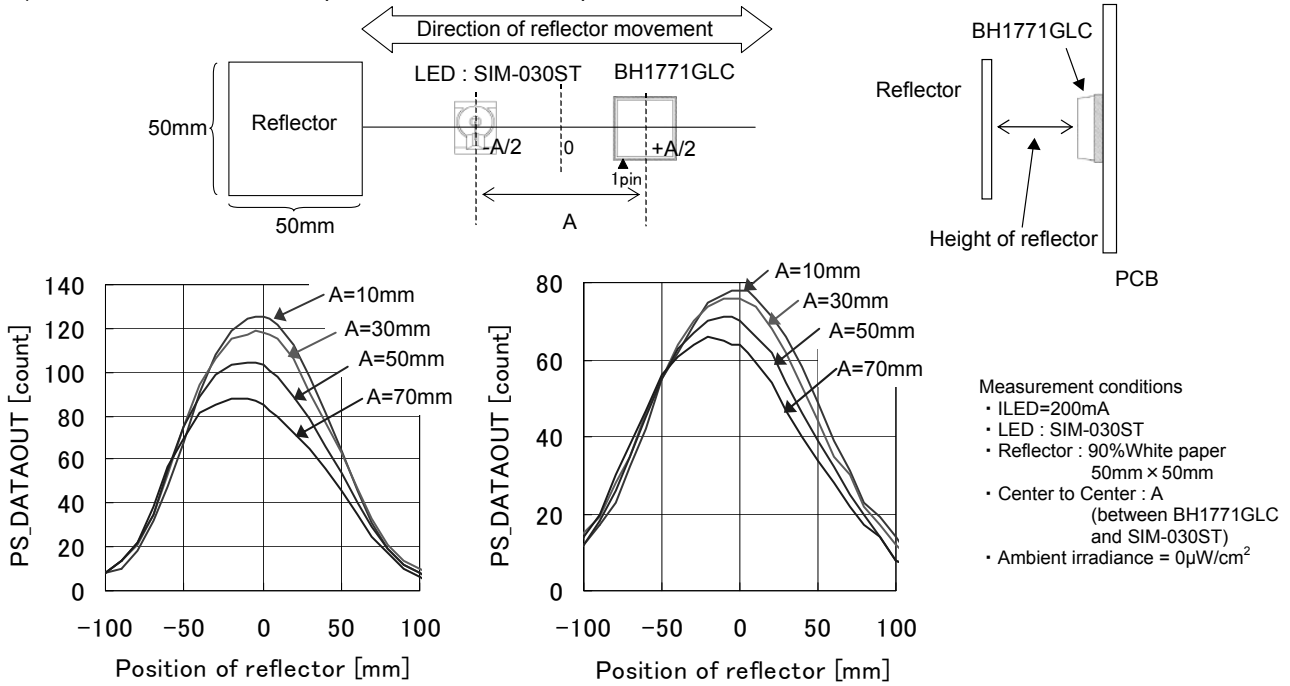 Direction of reflector movement
LED : SIM-030ST
BH1771GLC
50mm
Reflector
-A/2
0
+A/2
1pin
50mm
A
BH1771GLC
Reflector
Height of reflector
PCB
140
120
100
80
60
40
20
0
PS_DATAOUT [count]
A=10mm
A=30mm
A=50mm
A=70mm
-100 -50 0 50 100
Position of reflector [mm]
80
60
40
20
0
PS_DATAOUT [count]
A=10mm
A=30mm
A=50mm
A=70mm
-100 -50 0 50 100
Position of reflector [mm]
Measurement conditions
・ILED=200mA
・LED : SIM-030ST
・Reflector : 90%White paper
50mm×50mm
・Center to Center : A
(between BH1771GLC
and SIM-030ST)
・Ambient irradiance = 0µW/cm²